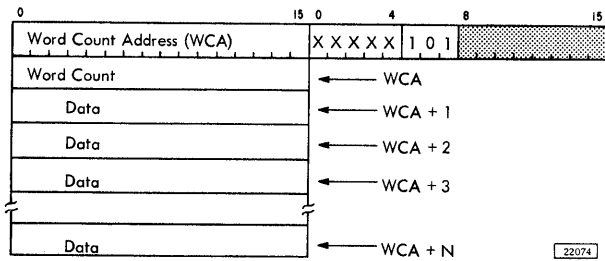 0 15 0 4 8 15
Word Count Address (WCA) X X X X X 1 0 1
Word Count WCA
Data WCA + 1
Data WCA + 2
Data WCA + 3
Data WCA + N
22074